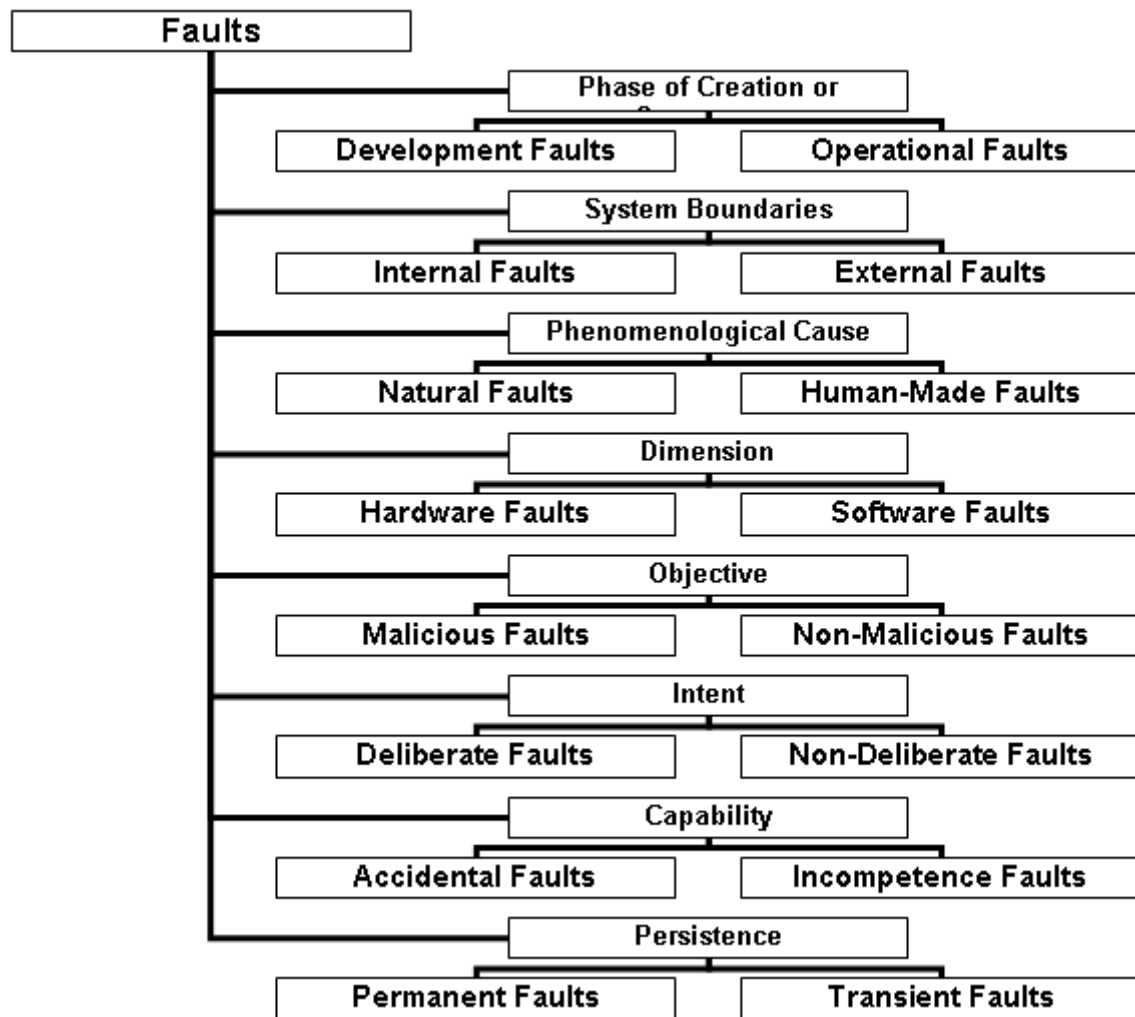 Faults
Phase of Creation or
Development Faults
Operational Faults
System Boundaries
Internal Faults
External Faults
Phenomenological Cause
Natural Faults
Human-Made Faults
Dimension
Hardware Faults
Software Faults
Objective
Malicious Faults
Non-Malicious Faults
Intent
Deliberate Faults
Non-Deliberate Faults
Capability
Accidental Faults
Incompetence Faults
Persistence
Permanent Faults
Transient Faults